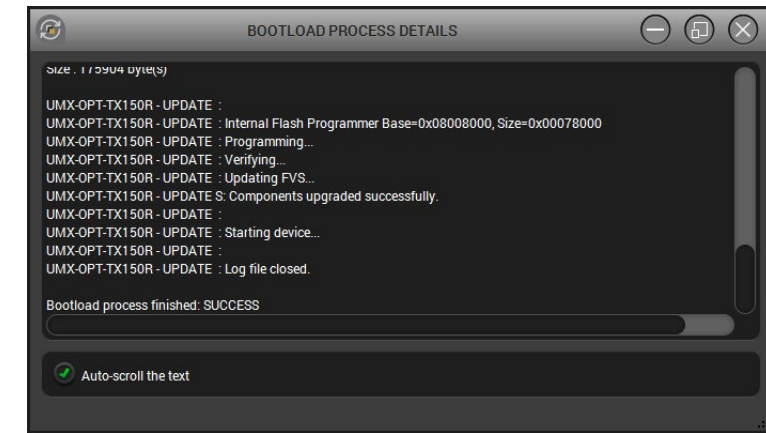 BOOTLOAD PROCESS DETAILS
Size : 175904 byte(s)
UMX-OPT-TX150R - UPDATE :
UMX-OPT-TX150R - UPDATE : Internal Flash Programmer Base=0x08008000, Size=0x00078000
UMX-OPT-TX150R - UPDATE : Programming...
UMX-OPT-TX150R - UPDATE : Verifying...
UMX-OPT-TX150R - UPDATE : Updating FVS...
UMX-OPT-TX150R - UPDATE S: Components upgraded successfully.
UMX-OPT-TX150R - UPDATE :
UMX-OPT-TX150R - UPDATE : Starting device...
UMX-OPT-TX150R - UPDATE :
UMX-OPT-TX150R - UPDATE : Log file closed.
Bootload process finished: SUCCESS
Auto-scroll the text